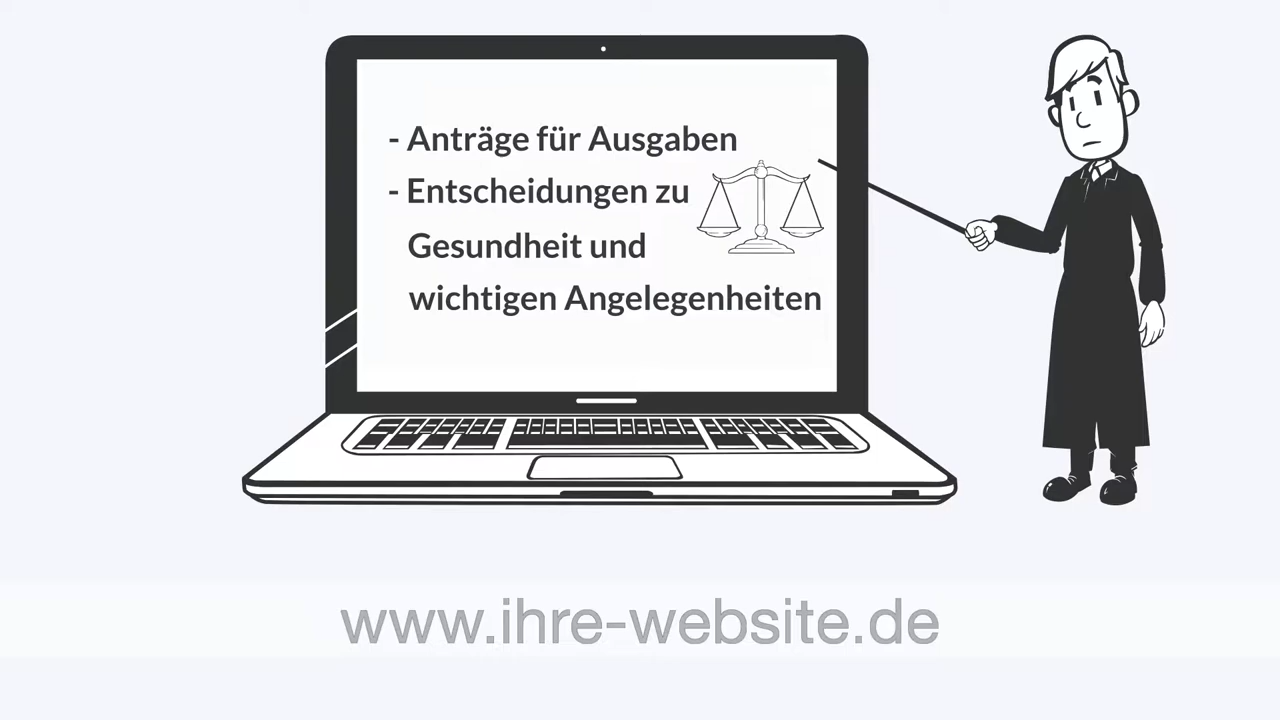 - Anträge für Ausgaben
- Entscheidungen zu
Gesundheit und
wichtigen Angelegenheiten
www.ihre-website.de